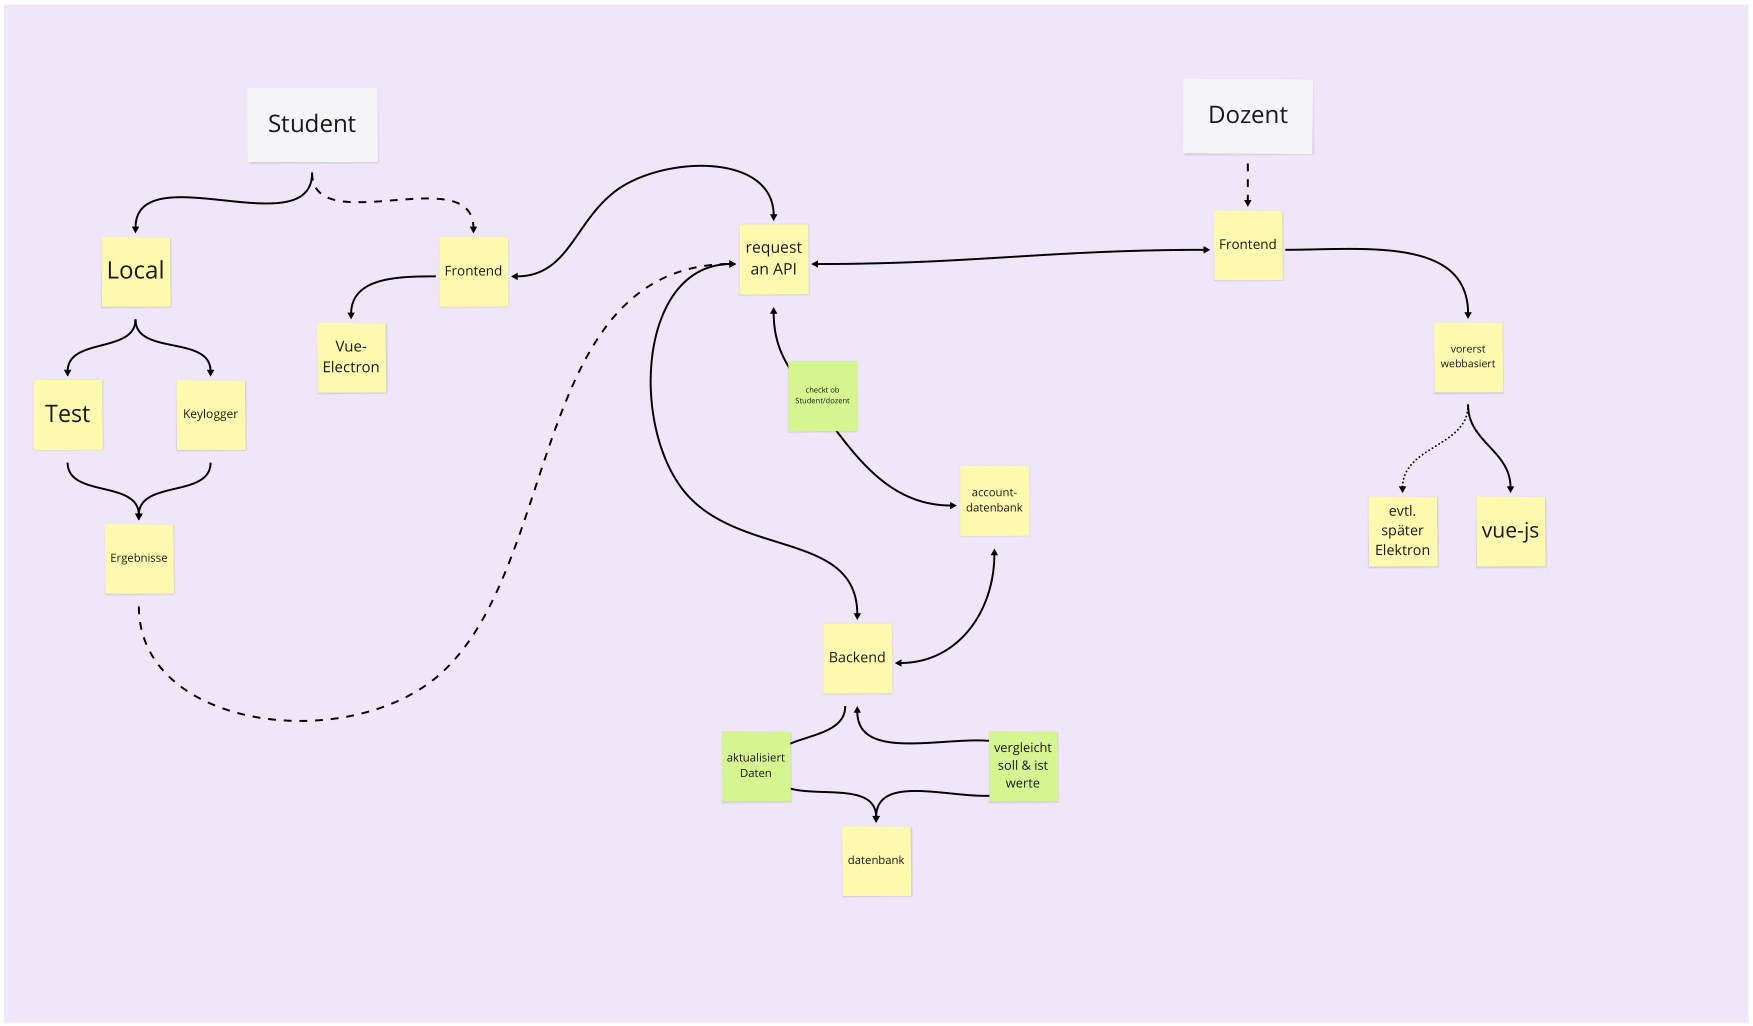 Student
Dozent
Local
Frontend
request
an API
Frontend
Vue-
Electron
vorerst
webbasiert
Test
Keylogger
checkt ob
Student/dozent
account-
datenbank
evtl.
später
Elektron
vue-js
Ergebnisse
Backend
aktualisiert
Daten
vergleicht
soll & ist
werte
datenbank